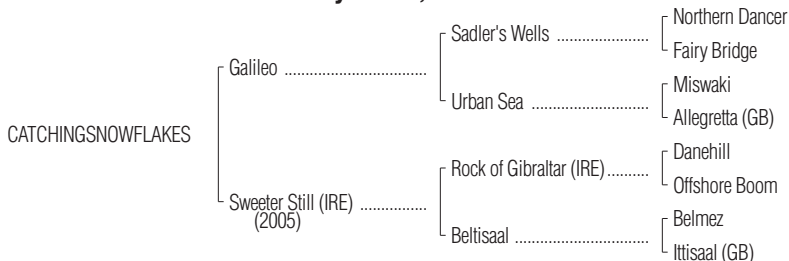 Northern Dancer
Sadler's Wells ....................
Fairy Bridge
Galileo ...............................
Miswaki
Urban Sea ..........................
Allegretta (GB)
CATCHINGSNOWFLAKES
Danehill
Rock of Gibraltar (IRE)..........
Offshore Boom
Sweeter Still (IRE) ................
(2005)
Belmez
Beltisaal .............................
Ittisaal (GB)